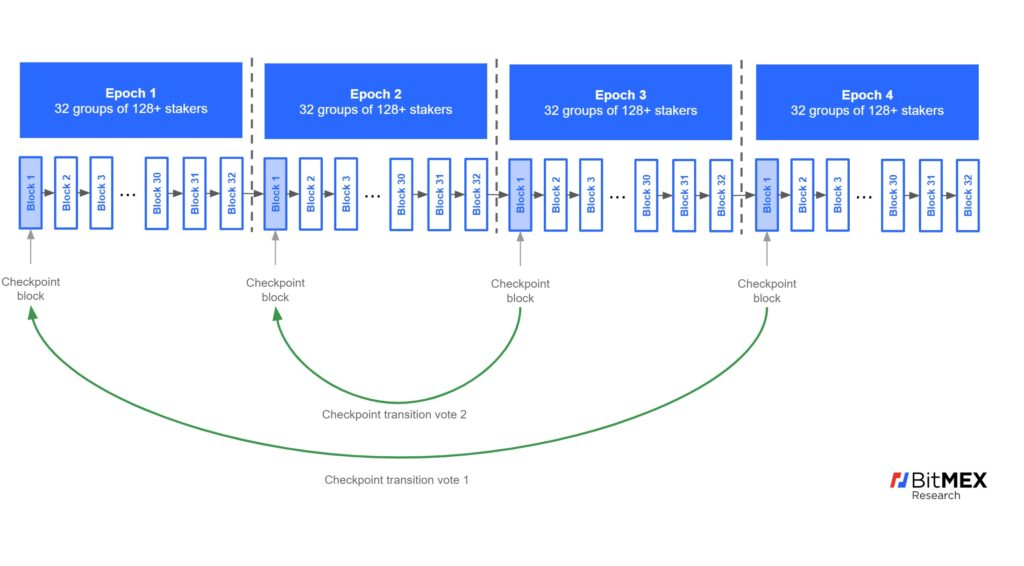 Epoch 1
32 groups of 128+ stakers
Epoch 2
32 groups of 128+ stakers
Epoch 3
32 groups of 128+ stakers
Epoch 4
32 groups of 128+ stakers
Block 1
Block 2
Block 3
...
Block 30
Block 31
Block 32
Block 1
Block 2
Block 3
...
Block 30
Block 31
Block 32
Block 1
Block 2
Block 3
...
Block 30
Block 31
Block 32
Block 1
Block 2
Block 3
...
Block 30
Block 31
Block 32
Checkpoint
block
Checkpoint
block
Checkpoint
block
Checkpoint
block
Checkpoint transition vote 2
Checkpoint transition vote 1
BitMEX
Research